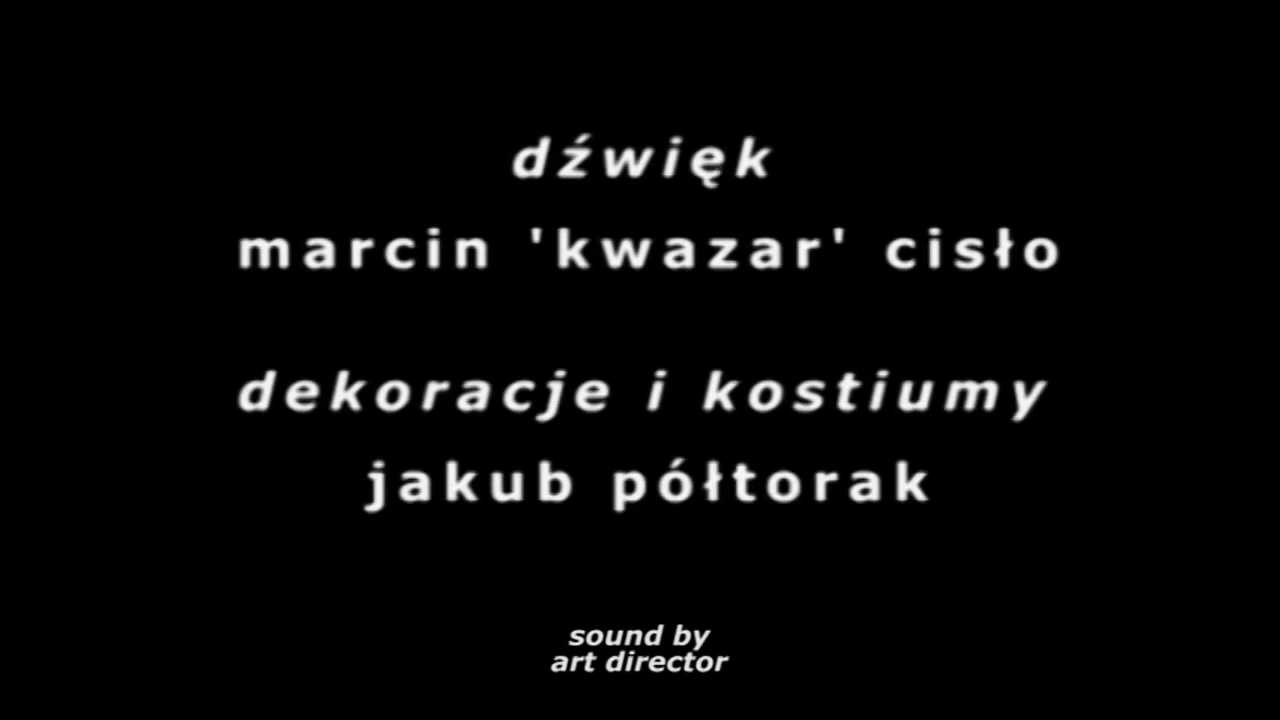 dźwięk
marcin 'kwazar' cisło
dekoracje i kostiumy
jakub półtorak
sound by
art director